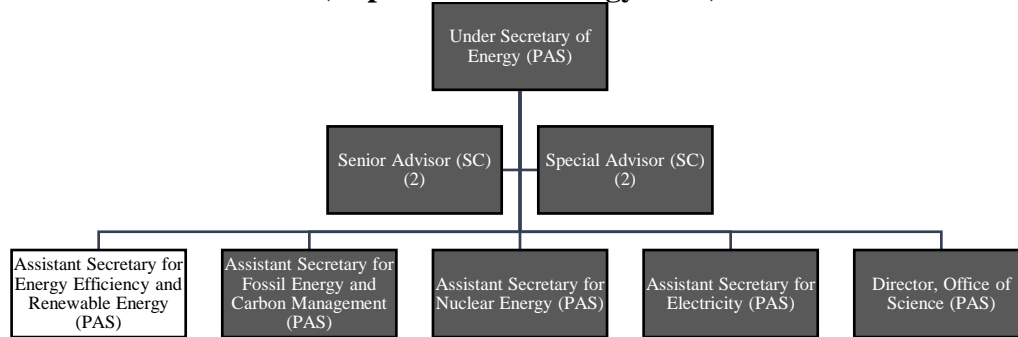 Under Secretary of
Energy (PAS)
Senior Advisor (SC)
(2)
Special Advisor (SC)
(2)
Assistant Secretary for
Energy Efficiency and
Renewable Energy
(PAS)
Assistant Secretary for
Fossil Energy and
Carbon Management
(PAS)
Assistant Secretary for
Nuclear Energy (PAS)
Assistant Secretary for
Electricity (PAS)
Director, Office of
Science (PAS)